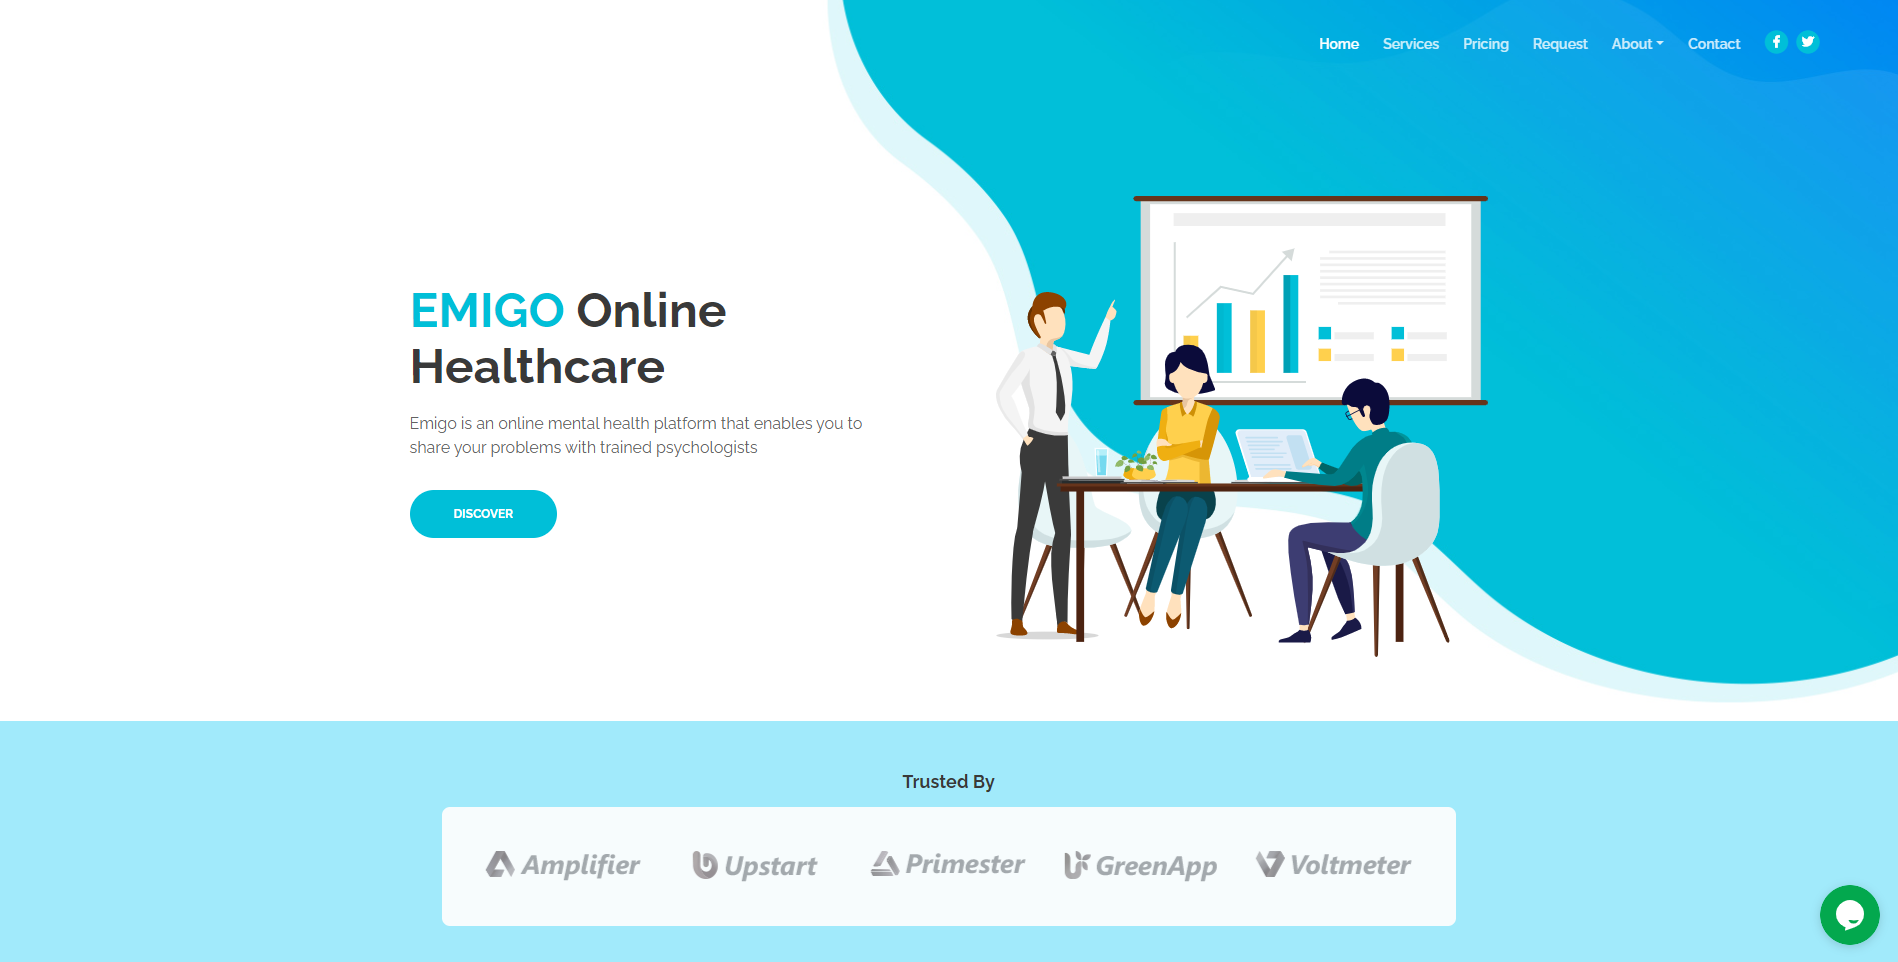 Home Services Pricing Request About Contact
EMIGO Online
Healthcare
Emigo is an online mental health platform that enables you to
share your problems with trained psychologists
DISCOVER
Trusted By
Amplifier Upstart Primester GreenApp Voltmeter